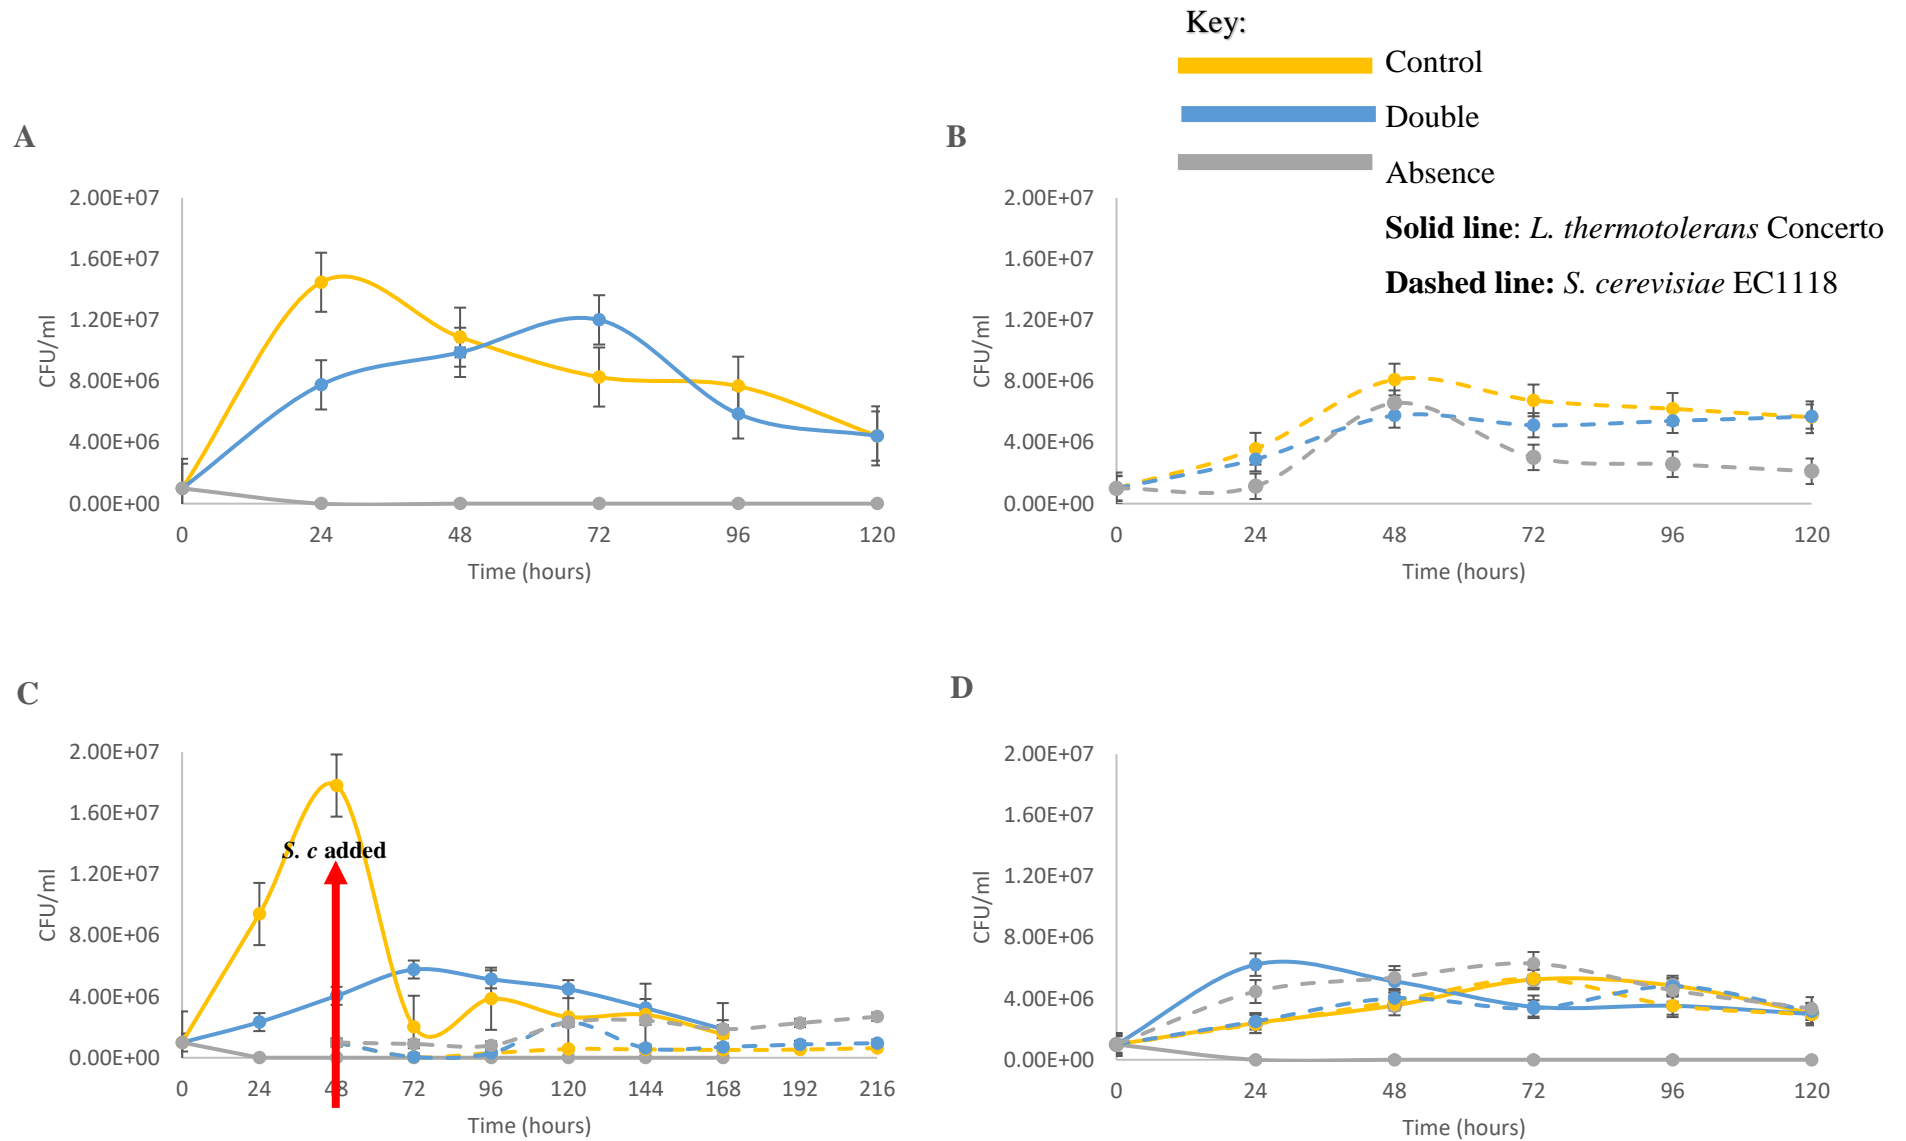 Key:
Control
Double
Absence
Solid line: L. thermotolerans Concerto
Dashed line: S. cerevisiae EC1118
A
2.00E+07
1.60E+07
1.20E+07
8.00E+06
4.00E+06
0.00E+00
CFU/ml
0 24 48 72 96 120
Time (hours)
B
2.00E+07
1.60E+07
1.20E+07
8.00E+06
4.00E+06
0.00E+00
CFU/ml
0 24 48 72 96 120
Time (hours)
C
2.00E+07
1.60E+07
1.20E+07
8.00E+06
4.00E+06
0.00E+00
CFU/ml
S. c added
0 24 48 72 96 120 144 168 192 216
Time (hours)
D
2.00E+07
1.60E+07
1.20E+07
8.00E+06
4.00E+06
0.00E+00
CFU/ml
0 24 48 72 96 120
Time (hours)